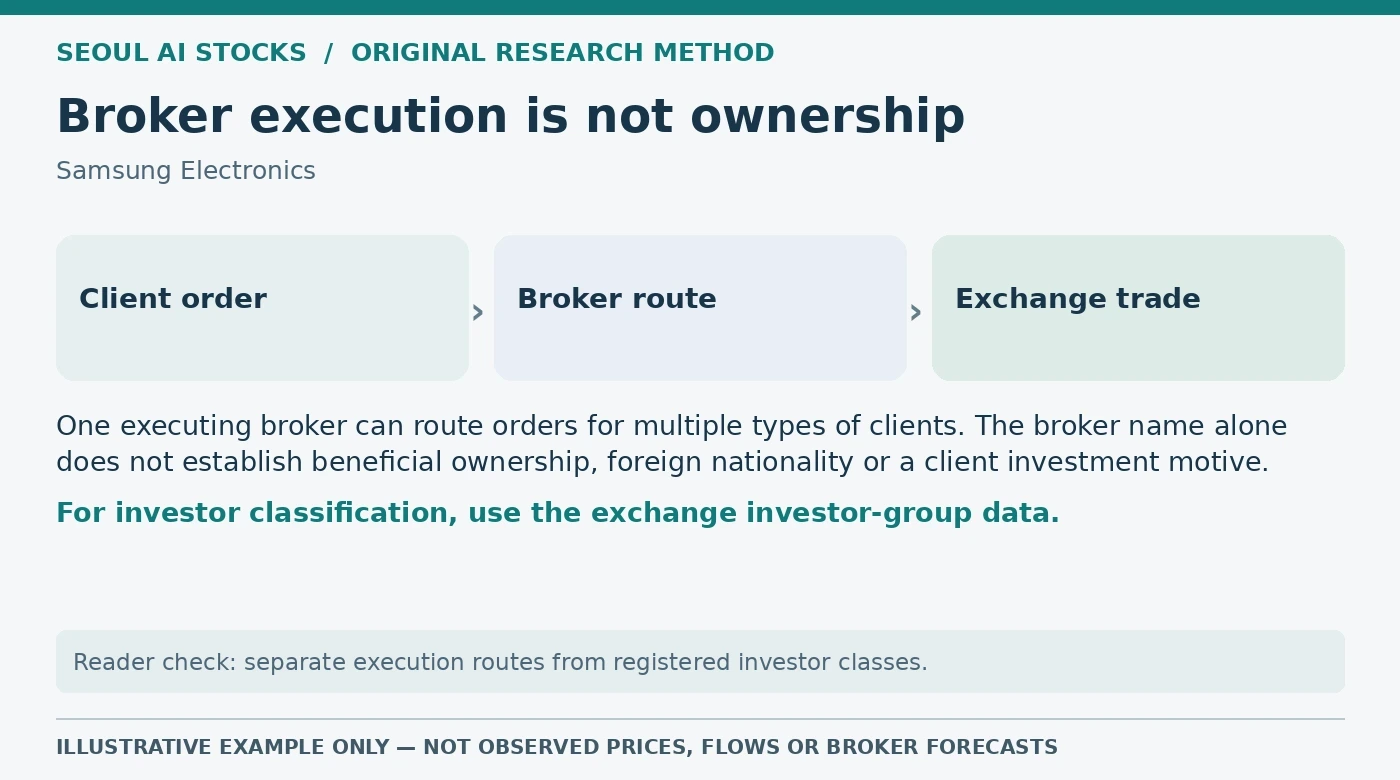 SEOUL AI STOCKS / ORIGINAL RESEARCH METHOD
Broker execution is not ownership
Samsung Electronics
Client order
›
Broker route
›
Exchange trade
One executing broker can route orders for multiple types of clients. The broker name alone
does not establish beneficial ownership, foreign nationality or a client investment motive.
For investor classification, use the exchange investor-group data.
Reader check: separate execution routes from registered investor classes.
ILLUSTRATIVE EXAMPLE ONLY — NOT OBSERVED PRICES, FLOWS OR BROKER FORECASTS